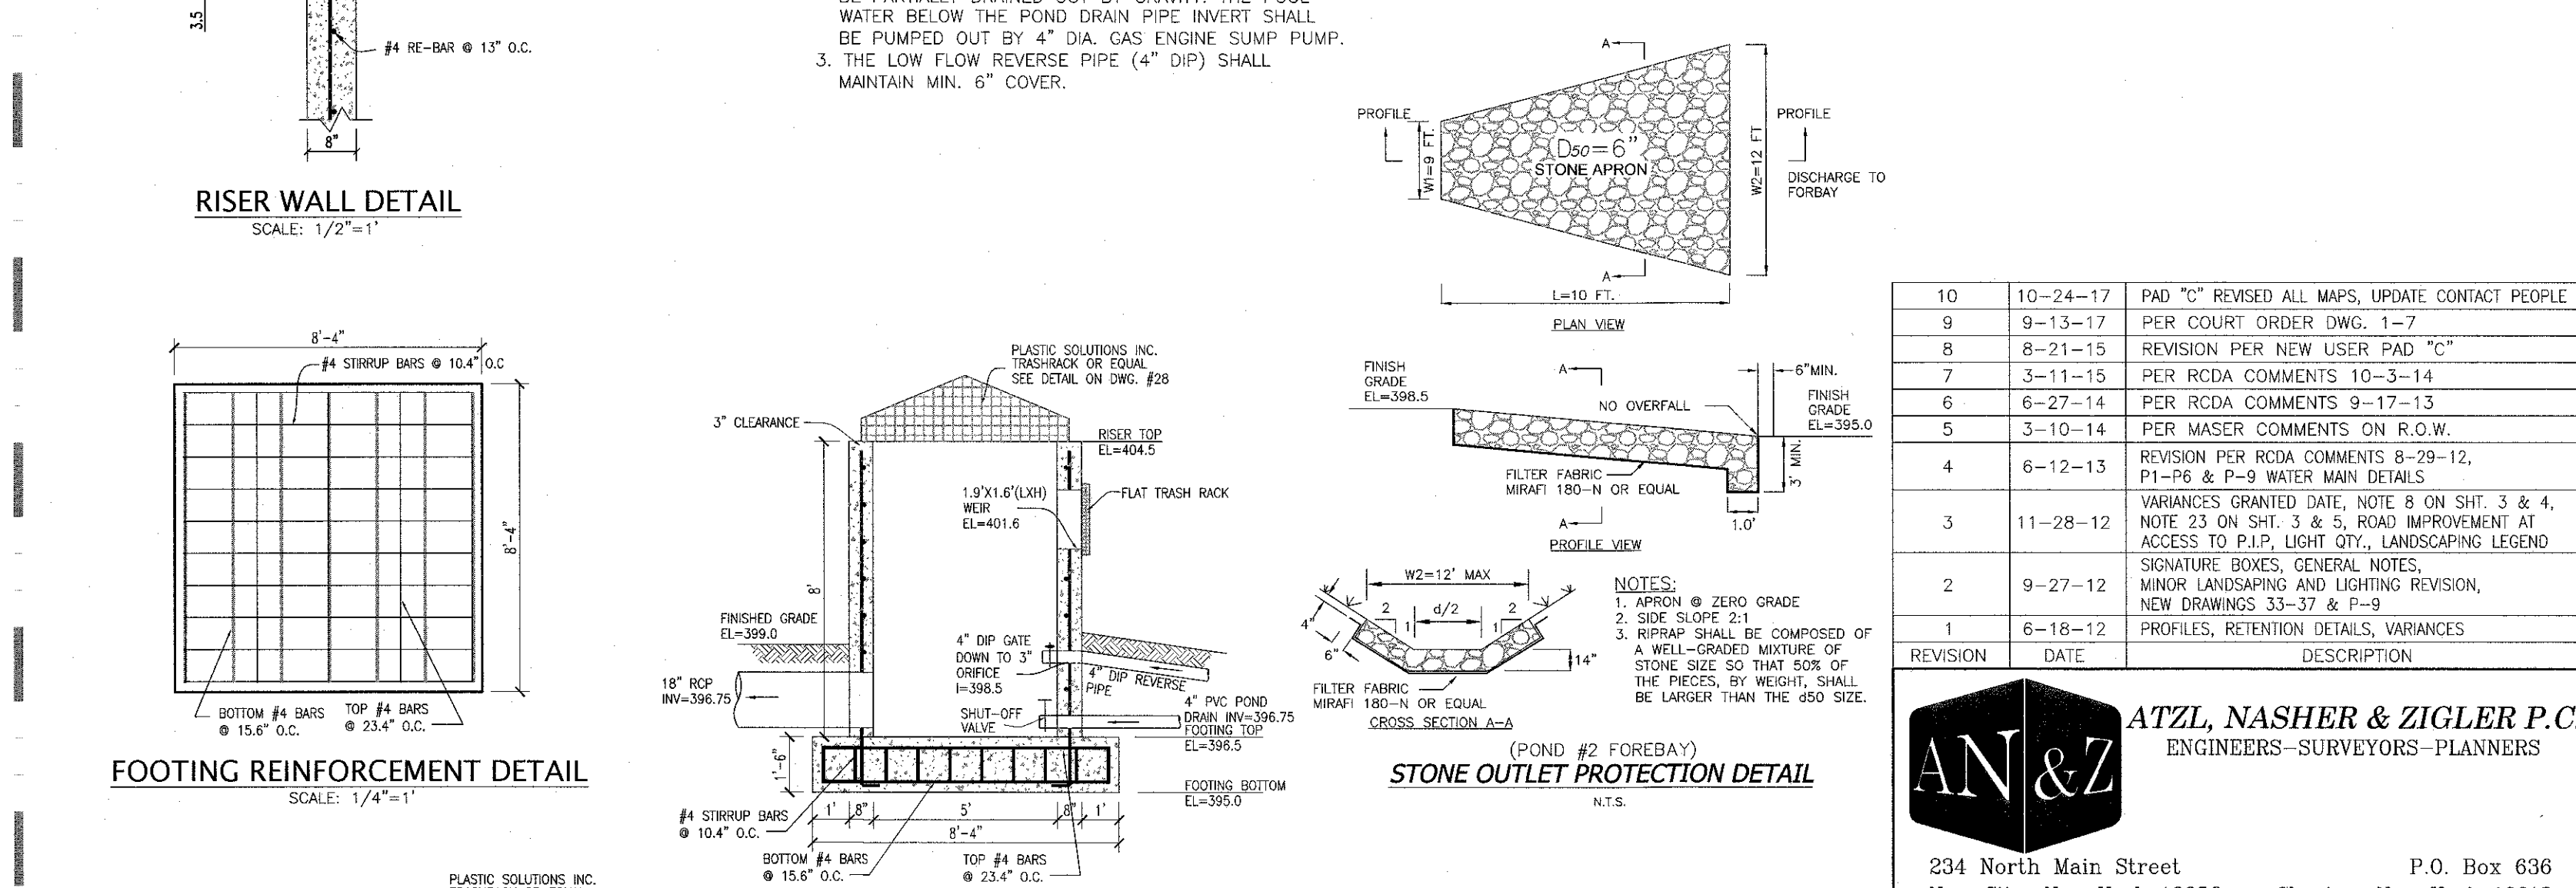 3.5
#4 RE-BAR @ 13" O.C.
8"
RISER WALL DETAIL
SCALE: 1/2"=1'
WATER BELOW THE POND DRAIN PIPE INVERT SHALL
BE PUMPED OUT BY 4" DIA. GAS ENGINE SUMP PUMP.
3. THE LOW FLOW REVERSE PIPE (4" DIP) SHALL
MAINTAIN MIN. 6" COVER.
A
PROFILE
PROFILE
W1=9 FT.
D50=6"
STONE APRON
W2=12 FT
DISCHARGE TO
FORBAY
A
L=10 FT.
PLAN VIEW
8'-4"
#4 STIRRUP BARS @ 10.4" O.C
8'-4"
BOTTOM #4 BARS
@ 15.6" O.C.
TOP #4 BARS
@ 23.4" O.C.
FOOTING REINFORCEMENT DETAIL
SCALE: 1/4"=1'
PLASTIC SOLUTIONS INC.
TRASHRACK OR EQUAL
SEE DETAIL ON DWG. #28
3" CLEARANCE
RISER TOP
EL=404.5
1.9'X1.6'(LXH)
WEIR
EL=401.6
FLAT TRASH RACK
8'
FINISHED GRADE
EL=399.0
4" DIP GATE
DOWN TO 3"
ORIFICE
I=398.5
4" DIP REVERSE
PIPE
18" RCP
INV=396.75
SHUT-OFF
VALVE
4" PVC POND
DRAIN INV=396.75
FOOTING TOP
EL=396.5
1'-6"
FOOTING BOTTOM
EL=395.0
#4 STIRRUP BARS
@ 10.4" O.C.
1'
8"
5'
8"
1'
8'-4"
BOTTOM #4 BARS
@ 15.6" O.C.
TOP #4 BARS
@ 23.4" O.C.
PLASTIC SOLUTIONS INC.
FINISH
GRADE
EL=398.5
A
6"MIN.
NO OVERFALL
FINISH
GRADE
EL=395.0
3' MIN.
FILTER FABRIC
MIRAFI 180-N OR EQUAL
A
1.0'
PROFILE VIEW
W2=12' MAX
2
1
d/2
2
1
4"
6"
14"
FILTER FABRIC
MIRAFI 180-N OR EQUAL
CROSS SECTION A-A
NOTES:
1. APRON @ ZERO GRADE
2. SIDE SLOPE 2:1
3. RIPRAP SHALL BE COMPOSED OF
A WELL-GRADED MIXTURE OF
STONE SIZE SO THAT 50% OF
THE PIECES, BY WEIGHT, SHALL
BE LARGER THAN THE d50 SIZE.
(POND #2 FOREBAY)
STONE OUTLET PROTECTION DETAIL
N.T.S.
10 10-24-17 PAD "C" REVISED ALL MAPS, UPDATE CONTACT PEOPLE
9 9-13-17 PER COURT ORDER DWG. 1-7
8 8-21-15 REVISION PER NEW USER PAD "C"
7 3-11-15 PER RCDA COMMENTS 10-3-14
6 6-27-14 PER RCDA COMMENTS 9-17-13
5 3-10-14 PER MASER COMMENTS ON R.O.W.
4 6-12-13 REVISION PER RCDA COMMENTS 8-29-12,
P1-P6 & P-9 WATER MAIN DETAILS
3 11-28-12 VARIANCES GRANTED DATE, NOTE 8 ON SHT. 3 & 4,
NOTE 23 ON SHT. 3 & 5, ROAD IMPROVEMENT AT
ACCESS TO P.I.P, LIGHT QTY., LANDSCAPING LEGEND
2 9-27-12 SIGNATURE BOXES, GENERAL NOTES,
MINOR LANDSAPING AND LIGHTING REVISION,
NEW DRAWINGS 33-37 & P-9
1 6-18-12 PROFILES, RETENTION DETAILS, VARIANCES
REVISION DATE DESCRIPTION
AN&Z
ATZL, NASHER & ZIGLER P.C.
ENGINEERS-SURVEYORS-PLANNERS
234 North Main Street P.O. Box 636